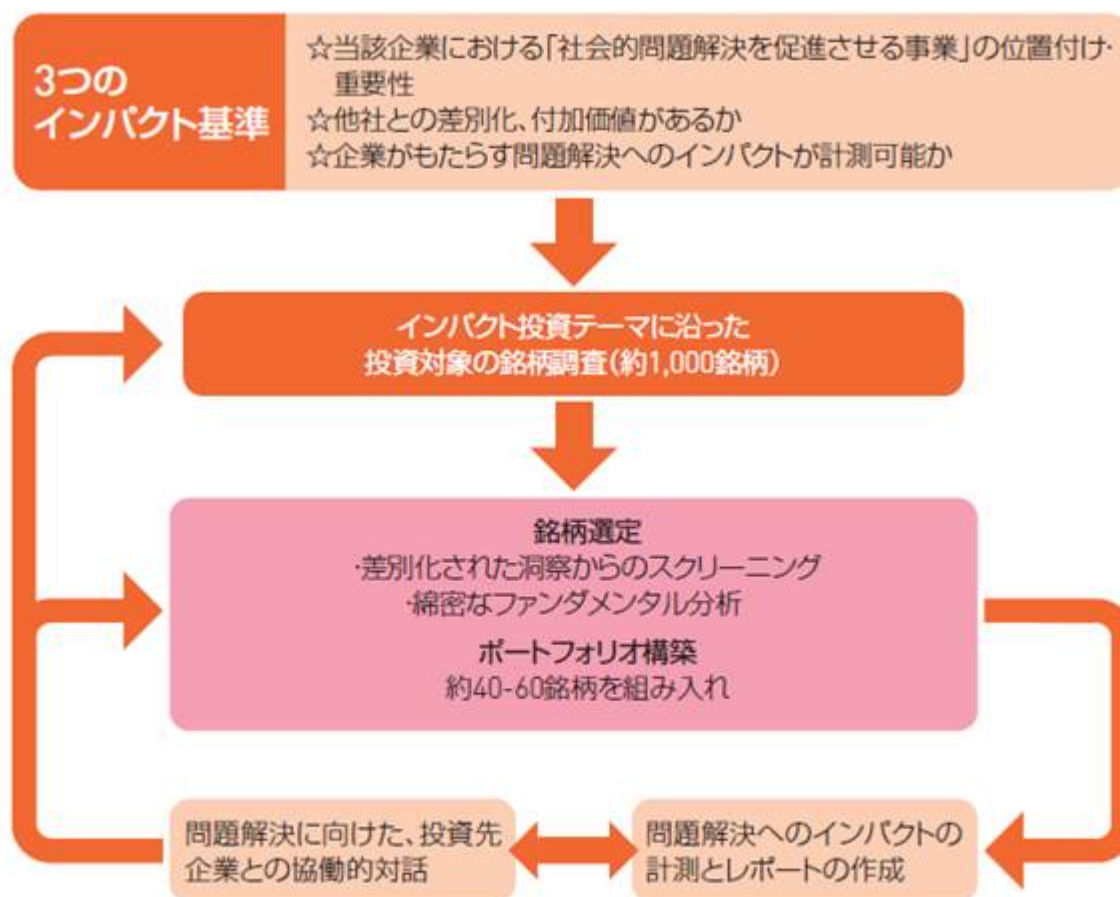 3つの
インパクト基準
☆当該企業における「社会的問題解決を促進させる事業」の位置付け・
重要性
☆他社との差別化、付加価値があるか
☆企業がもたらす問題解決へのインパクトが計測可能か
インパクト投資テーマに沿った
投資対象の銘柄調査(約1,000銘柄)
銘柄選定
・差別化された洞察からのスクリーニング
・綿密なファンダメンタル分析
ポートフォリオ構築
約40-60銘柄を組み入れ
問題解決に向けた、投資先
企業との協働的対話
問題解決へのインパクトの
計測とレポートの作成